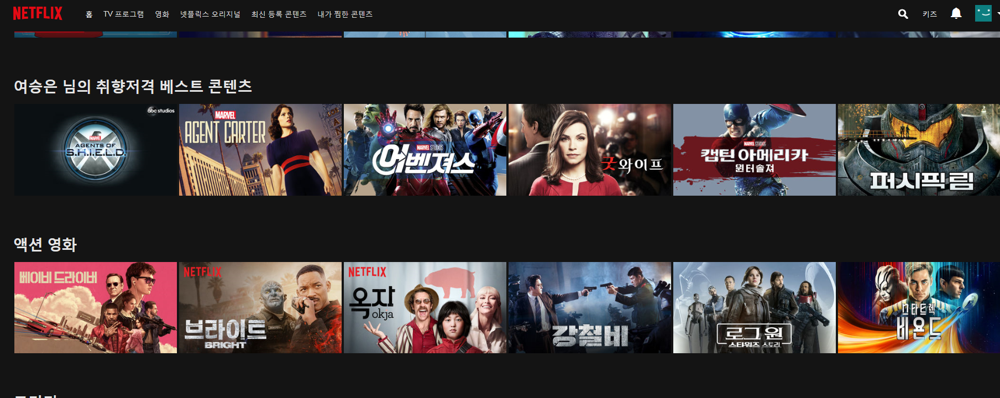 NETFLIX 홈 TV 프로그램 영화 넷플릭스 오리지널 최신 등록 콘텐츠 내가 찜한 콘텐츠 키즈
여승은 님의 취향저격 베스트 콘텐츠
abc studios
MARVEL
AGENTS OF
S.H.I.E.L.D.
MARVEL
AGENT CARTER
MARVEL STUDIOS
어벤져스
굿와이프
MARVEL STUDIOS
캡틴 아메리카
윈터솔져
퍼시픽 림
액션 영화
베이비 드라이버
NETFLIX
브라이트
BRIGHT
NETFLIX
옥자
okja
강철비
로그 원
스타워즈 스토리
스타트렉
비욘드